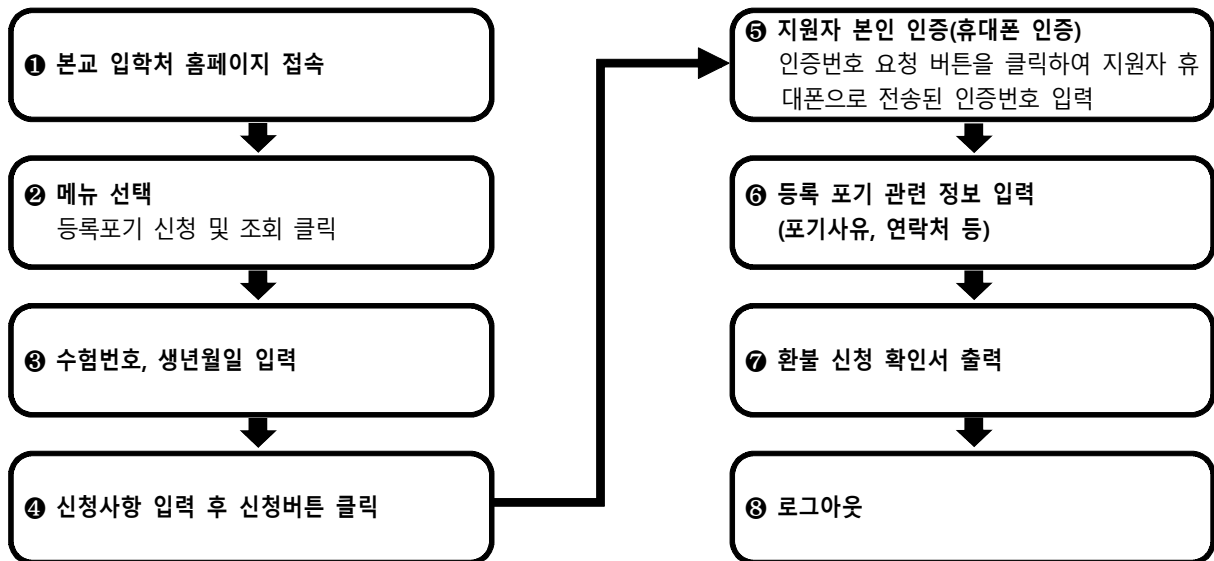 ❶ 본교 입학처 홈페이지 접속
❷ 메뉴 선택
등록포기 신청 및 조회 클릭
❸ 수험번호, 생년월일 입력
❹ 신청사항 입력 후 신청버튼 클릭
❺ 지원자 본인 인증(휴대폰 인증)
인증번호 요청 버튼을 클릭하여 지원자 휴
대폰으로 전송된 인증번호 입력
❻ 등록 포기 관련 정보 입력
(포기사유, 연락처 등)
❼ 환불 신청 확인서 출력
❽ 로그아웃